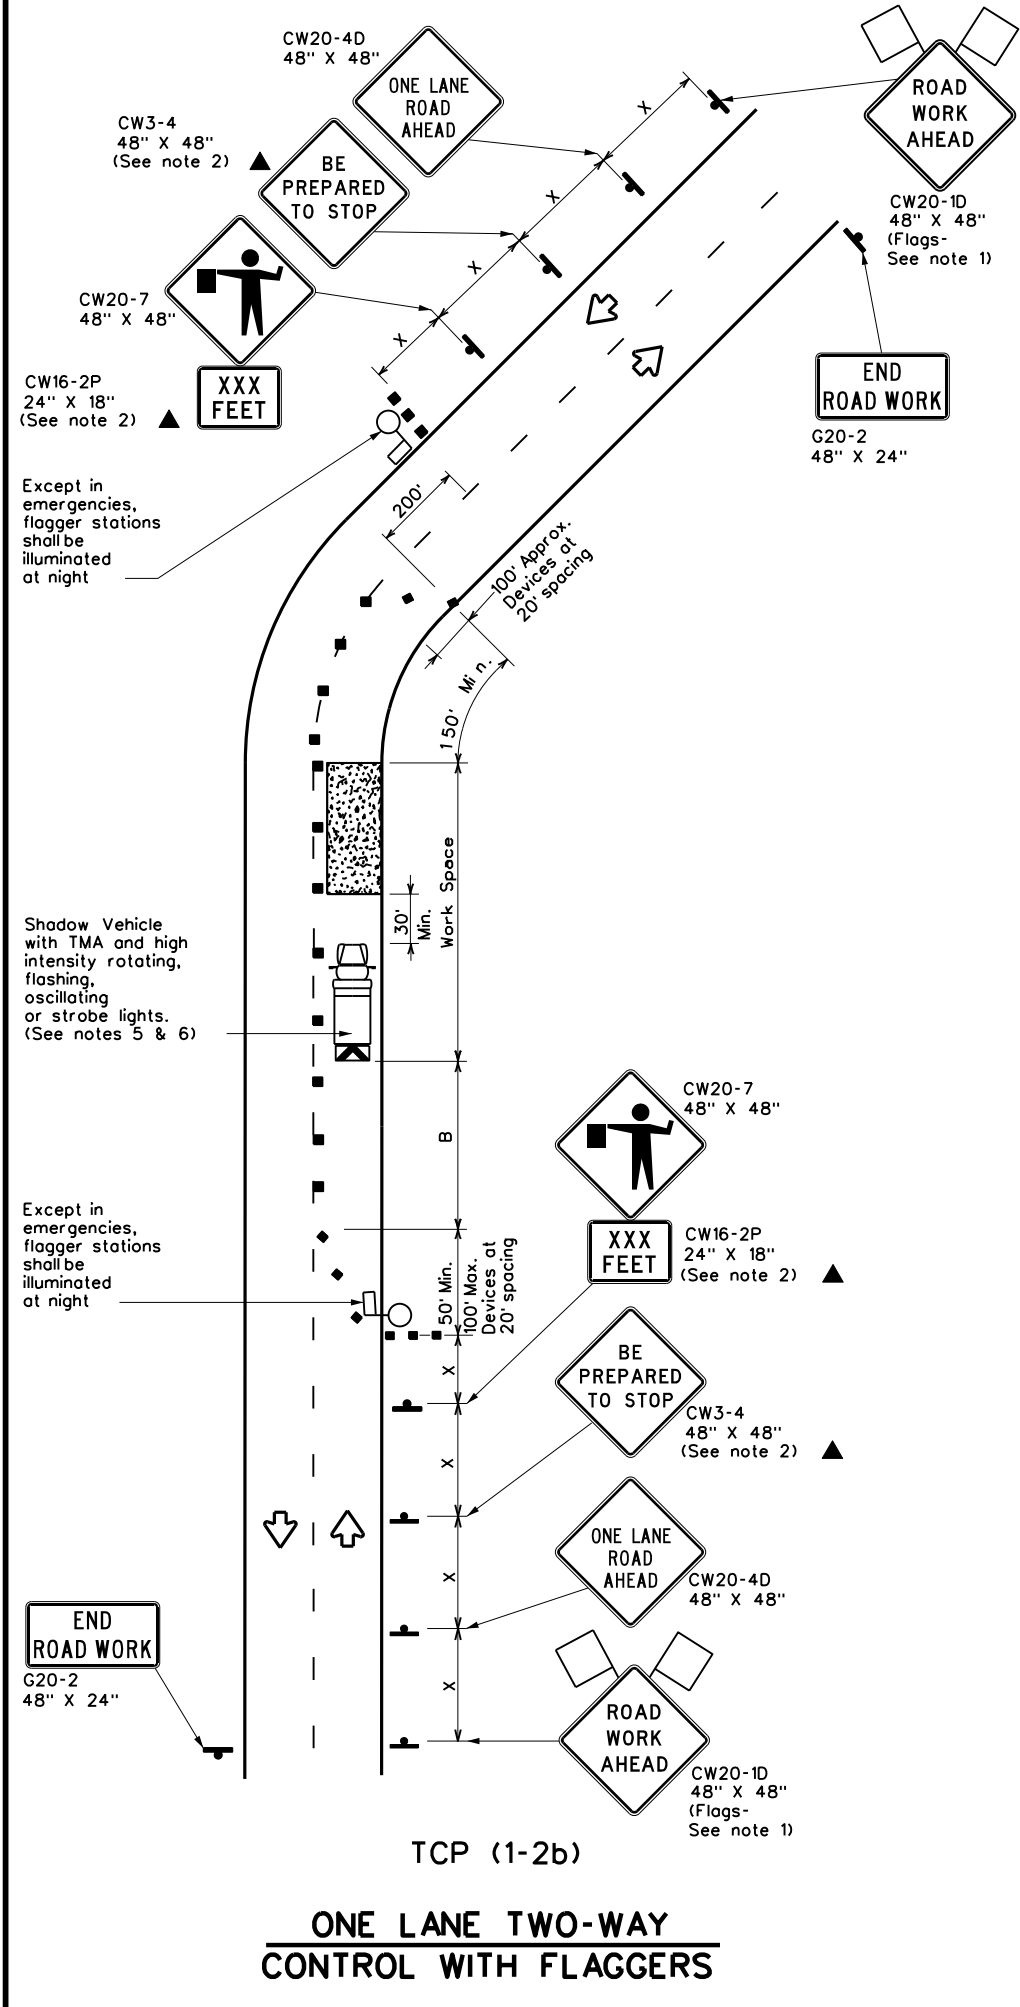 CW20-4D
48" X 48"
ONE LANE
ROAD
AHEAD
ROAD
WORK
AHEAD
CW20-1D
48" X 48"
(Flags-
See note 1)
CW3-4
48" X 48"
(See note 2)
BE
PREPARED
TO STOP
X
X
X
X
CW20-7
48" X 48"
CW16-2P
24" X 18"
(See note 2)
XXX
FEET
END
ROAD WORK
G20-2
48" X 24"
Except in
emergencies,
flagger stations
shall be
illuminated
at night
200'
100' Approx.
Devices at
20' spacing
150' Min.
Work Space
30'
Min.
Shadow Vehicle
with TMA and high
intensity rotating,
flashing,
oscillating
or strobe lights.
(See notes 5 & 6)
B
CW20-7
48" X 48"
XXX
FEET
CW16-2P
24" X 18"
(See note 2)
Except in
emergencies,
flagger stations
shall be
illuminated
at night
50' Min.
100' Max.
Devices at
20' spacing
X
X
X
X
BE
PREPARED
TO STOP
CW3-4
48" X 48"
(See note 2)
ONE LANE
ROAD
AHEAD
CW20-4D
48" X 48"
END
ROAD WORK
G20-2
48" X 24"
ROAD
WORK
AHEAD
CW20-1D
48" X 48"
(Flags-
See note 1)
TCP (1-2b)
ONE LANE TWO-WAY
CONTROL WITH FLAGGERS